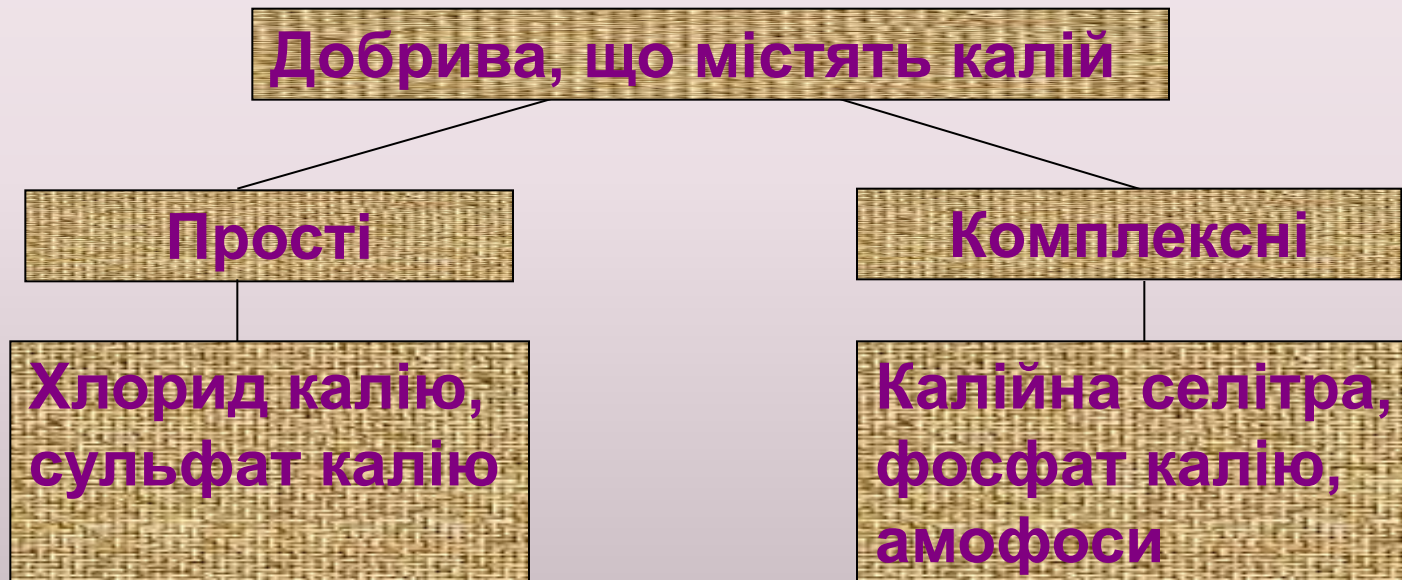 Добрива, що містять калій
Прості
Комплексні
Хлорид калію,
сульфат калію
Калійна селітра,
фосфат калію,
амофоси